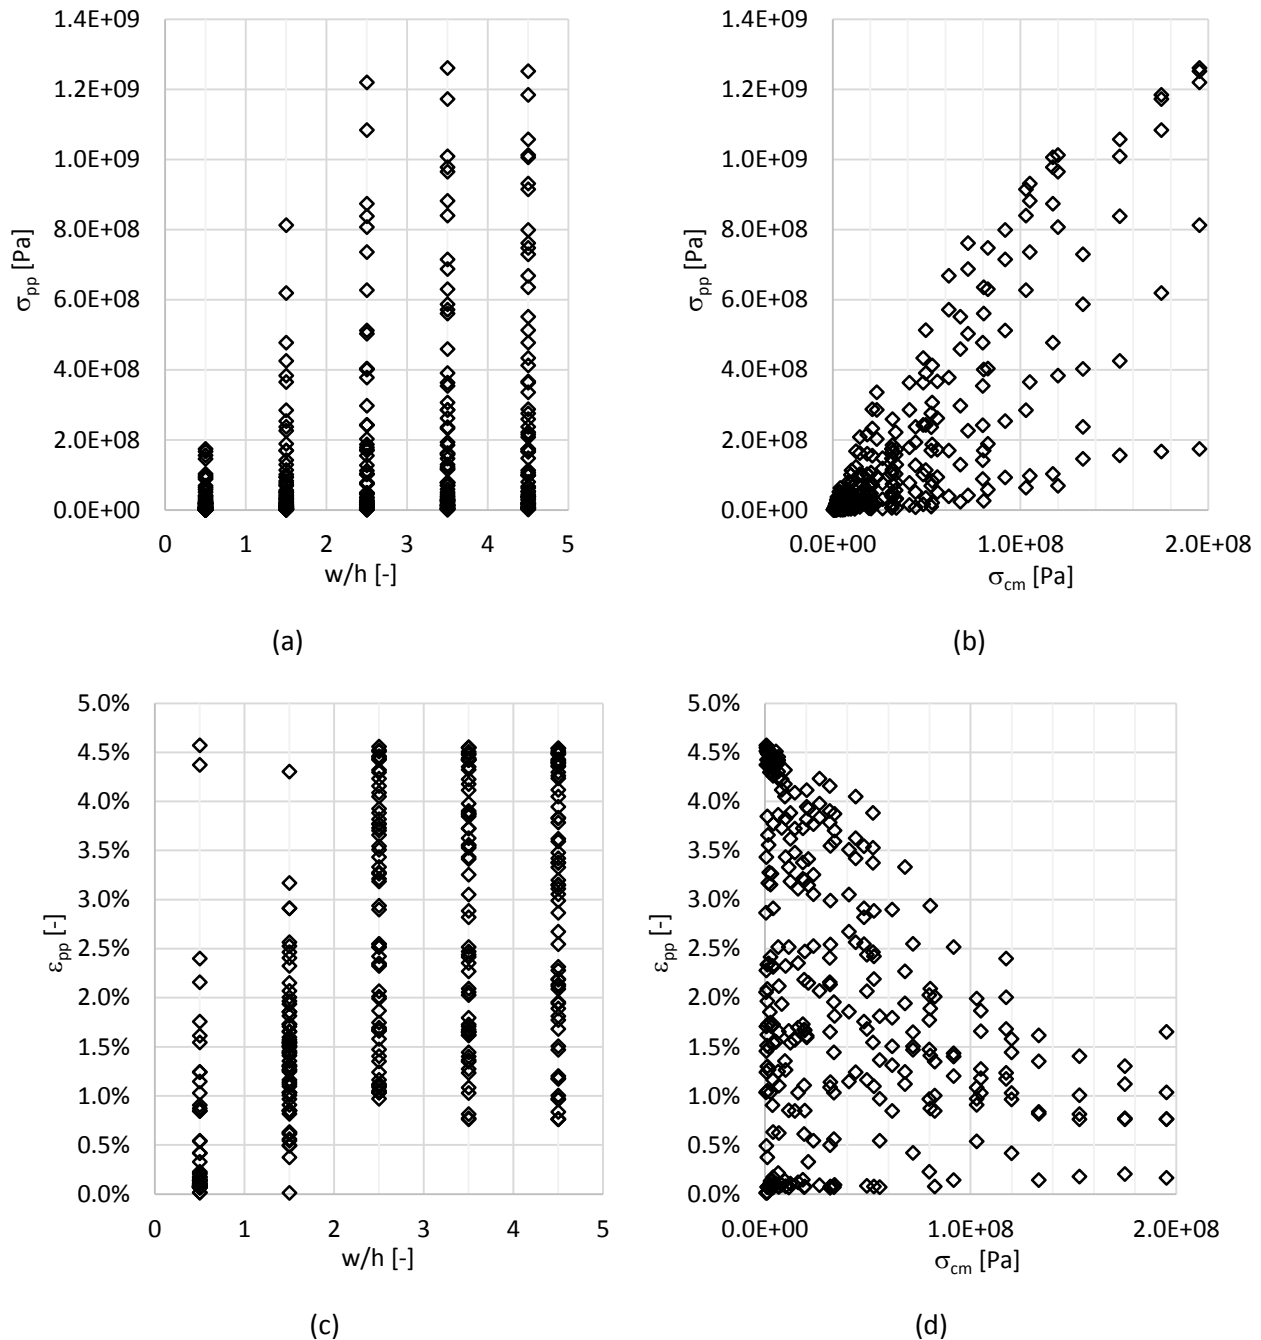 1.4E+09
1.2E+09
1.0E+09
8.0E+08
6.0E+08
4.0E+08
2.0E+08
0.0E+00
σpp [Pa]
0 1 2 3 4 5
w/h [-]
(a)
1.4E+09
1.2E+09
1.0E+09
8.0E+08
6.0E+08
4.0E+08
2.0E+08
0.0E+00
σpp [Pa]
0.0E+00 1.0E+08 2.0E+08
σcm [Pa]
(b)
5.0%
4.5%
4.0%
3.5%
3.0%
2.5%
2.0%
1.5%
1.0%
0.5%
0.0%
εpp [-]
0 1 2 3 4 5
w/h [-]
(c)
5.0%
4.5%
4.0%
3.5%
3.0%
2.5%
2.0%
1.5%
1.0%
0.5%
0.0%
εpp [-]
0.0E+00 1.0E+08 2.0E+08
σcm [Pa]
(d)